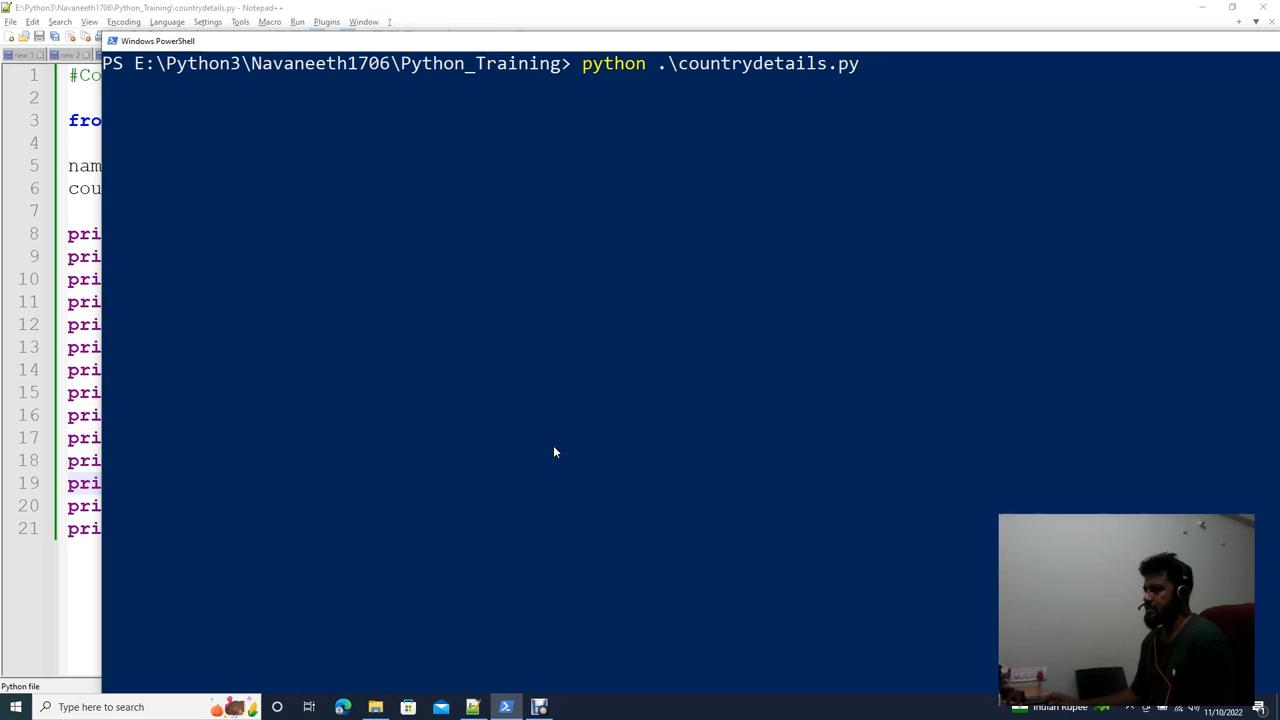 E:\Python3\Navaneeth1706\Python_Training\countrydetails.py - Notepad++
File Edit Search View Encoding Language Settings Tools Macro Run Plugins Window ?
new 1 new 2
Windows PowerShell
PS E:\Python3\Navaneeth1706\Python_Training> python .\countrydetails.py
1 #Co
2
3 fro
4
5 nam
6 cou
7
8 pri
9 pri
10 pri
11 pri
12 pri
13 pri
14 pri
15 pri
16 pri
17 pri
18 pri
19 pri
20 pri
21 pri
Python file
Type here to search
Indian Rupee
11/10/2022